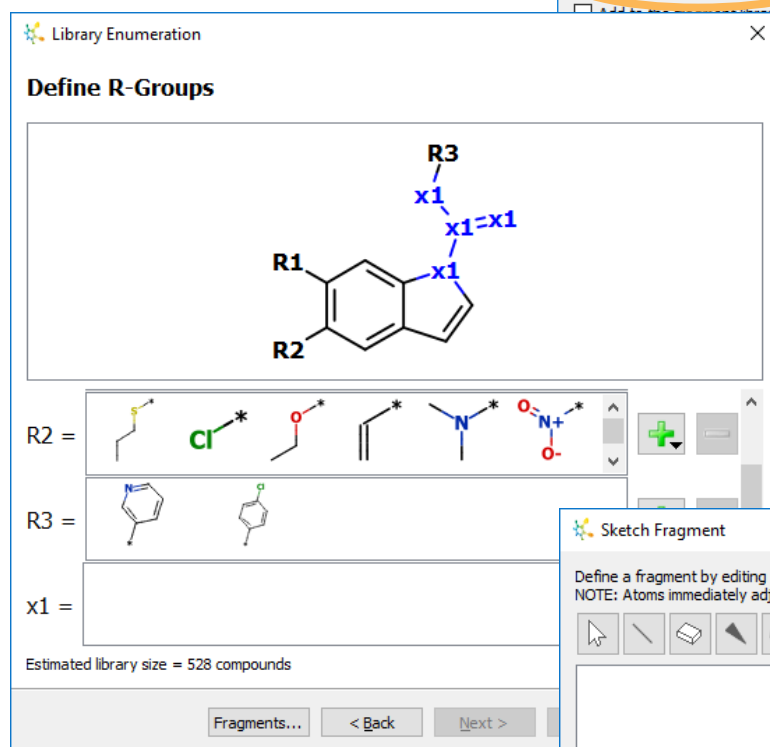 Library Enumeration
Define R-Groups
R3
x1
x1 x1
R1
x1
R2
R2 =
S * Cl * O * * N * O N+ * O-
R3 =
N * Cl *
x1 =
Estimated library size = 528 compounds
Fragments... < Back Next >
Sketch Fragment
Define a fragment by editing
NOTE: Atoms immediately adj